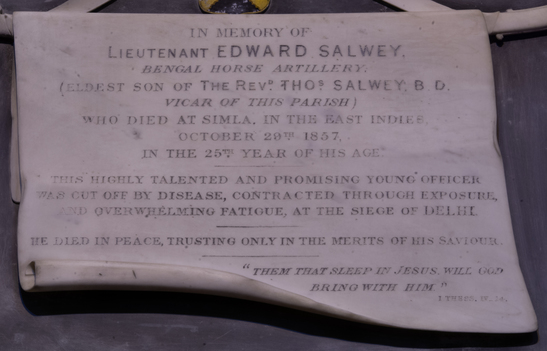 IN MEMORY OF
LIEUTENANT EDWARD SALWEY,
BENGAL HORSE ARTILLERY,
(ELDEST SON OF THE REVD. THOS. SALWEY, B.D.
VICAR OF THIS PARISH)
WHO DIED AT SIMLA, IN THE EAST INDIES,
OCTOBER 29TH 1857,
IN THE 25TH YEAR OF HIS AGE.
THIS HIGHLY TALENTED AND PROMISING YOUNG OFFICER
WAS CUT OFF BY DISEASE, CONTRACTED THROUGH EXPOSURE,
AND OVERWHELMING FATIGUE, AT THE SIEGE OF DELHI.
HE DIED IN PEACE, TRUSTING ONLY IN THE MERITS OF HIS SAVIOUR.
"THEM THAT SLEEP IN JESUS, WILL GOD
BRING WITH HIM"
I THESS. IV. 14.